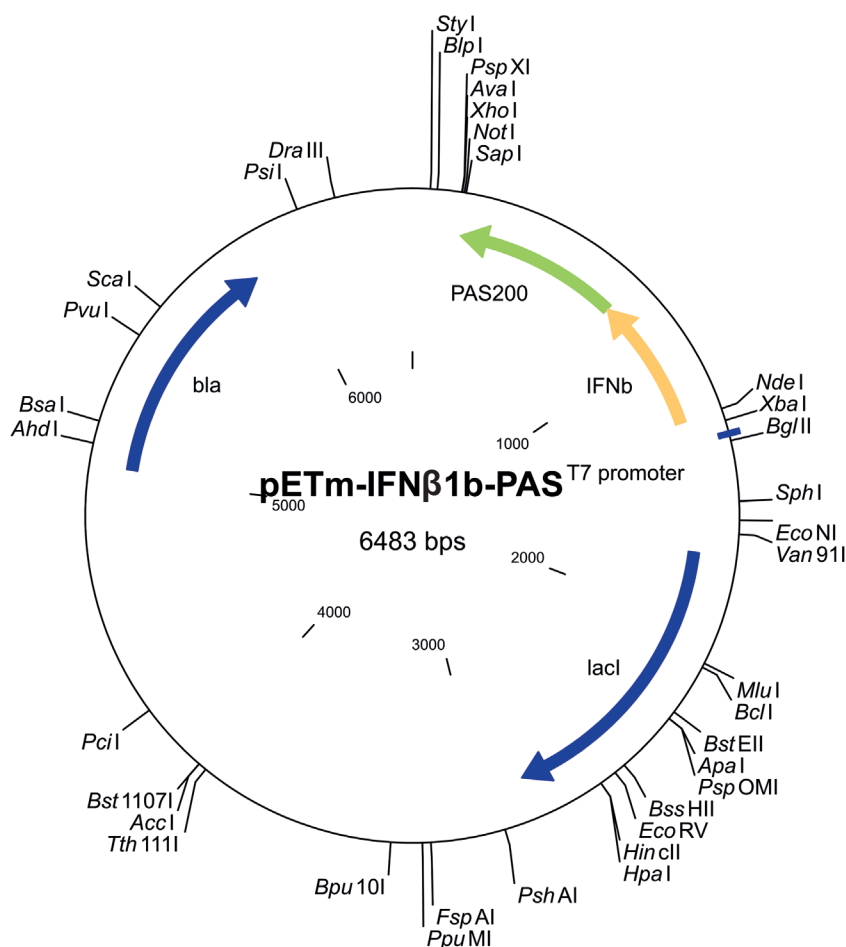 StyI
BlpI
PspXI
AvaI
XhoI
NotI
SapI
DraIII
PsiI
ScaI
PvuI
BsaI
AhdI
PAS200
IFNb
bla
6000
1000
NdeI
XbaI
BglII
T7 promoter
pETm-IFNβ1b-PAS
5000
6483 bps
SphI
EcoNI
Van91I
2000
4000
3000
lacI
MluI
BclI
BstEII
ApaI
PspOMI
BssHII
EcoRV
HincII
HpaI
PciI
Bst1107I
AccI
Tth111I
Bpu10I
PshAI
FspAI
PpuMI